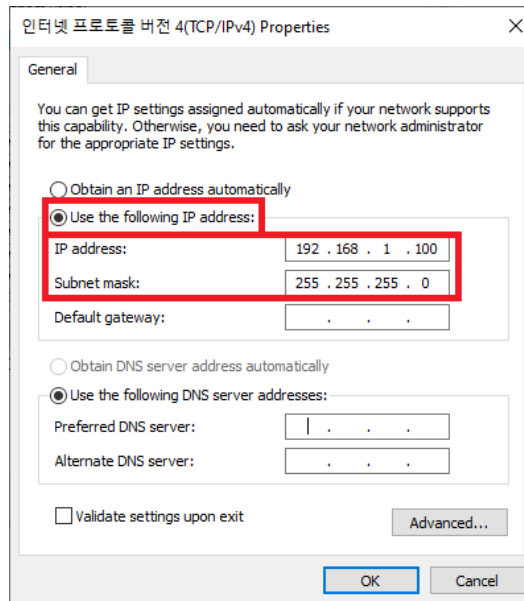 인터넷 프로토콜 버전 4(TCP/IPv4) Properties
General
You can get IP settings assigned automatically if your network supports
this capability. Otherwise, you need to ask your network administrator
for the appropriate IP settings.
Obtain an IP address automatically
Use the following IP address:
IP address: 192 . 168 . 1 . 100
Subnet mask: 255 . 255 . 255 . 0
Default gateway: . . .
Obtain DNS server address automatically
Use the following DNS server addresses:
Preferred DNS server: . . .
Alternate DNS server: . . .
Validate settings upon exit
Advanced...
OK Cancel